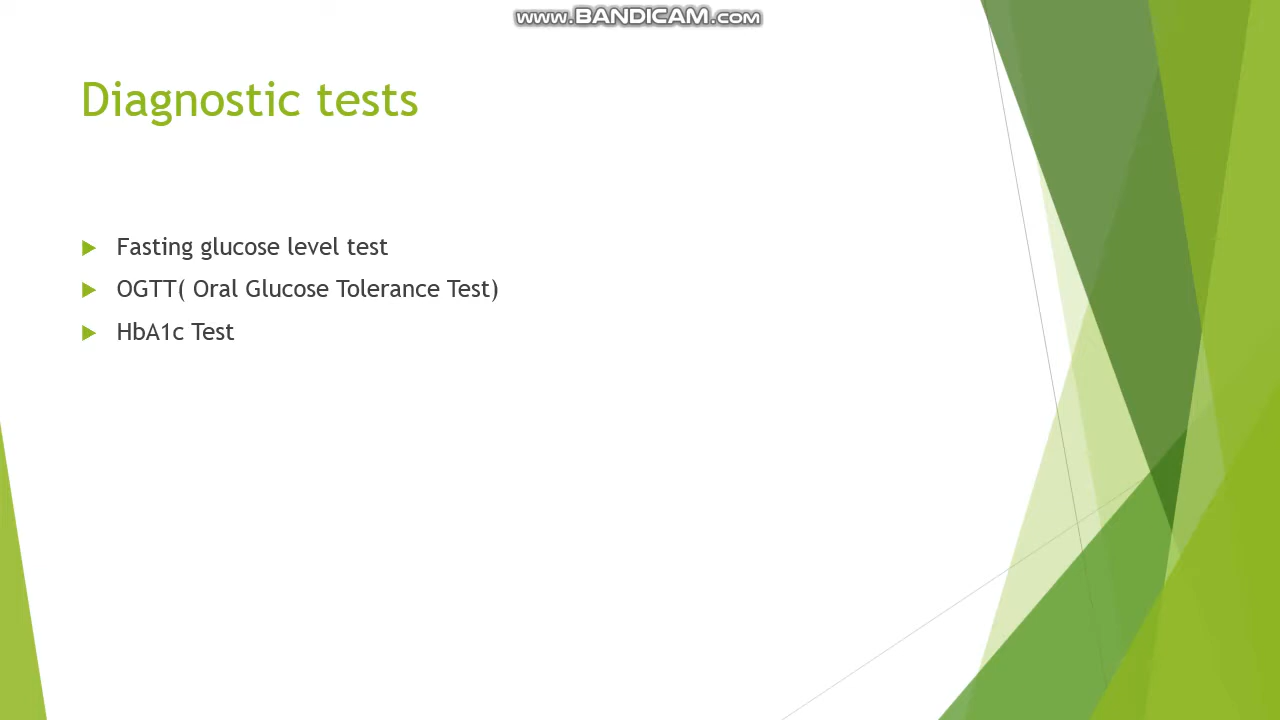 www.BANDICAM.com
Diagnostic tests
Fasting glucose level test
OGTT( Oral Glucose Tolerance Test)
HbA1c Test